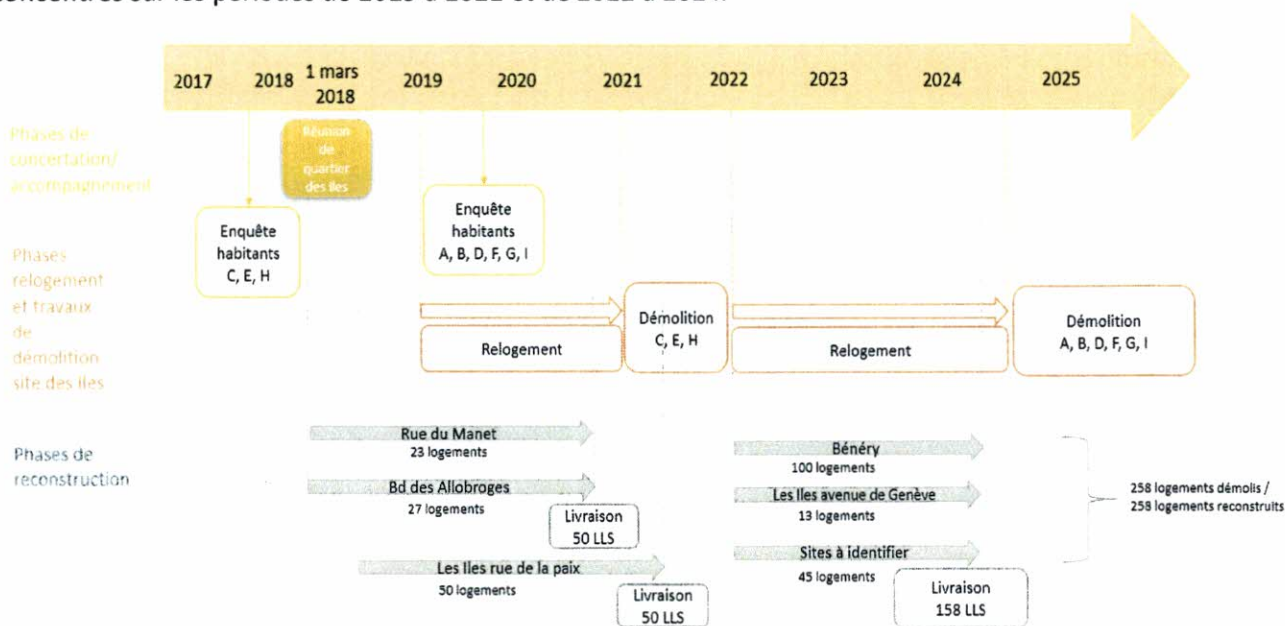 concentrés sur les périodes de 2019 à 2021 et de 2022 à 2024.
2017 2018 1 mars 2018 2019 2020 2021 2022 2023 2024 2025
Phases de
concertation/
accompagnement
Réunion
de
quartier
des Iles
Enquête
habitants
C, E, H
Enquête
habitants
A, B, D, F, G, I
Phases
relogement
et travaux
de
démolition
site des Iles
Relogement
Démolition
C, E, H
Relogement
Démolition
A, B, D, F, G, I
Phases de
reconstruction
Rue du Manet
23 logements
Bd des Allobroges
27 logements
Livraison
50 LLS
Les Iles rue de la paix
50 logements
Livraison
50 LLS
Bénéry
100 logements
Les Iles avenue de Genève
13 logements
Sites à identifier
45 logements
Livraison
158 LLS
258 logements démolis /
258 logements reconstruits